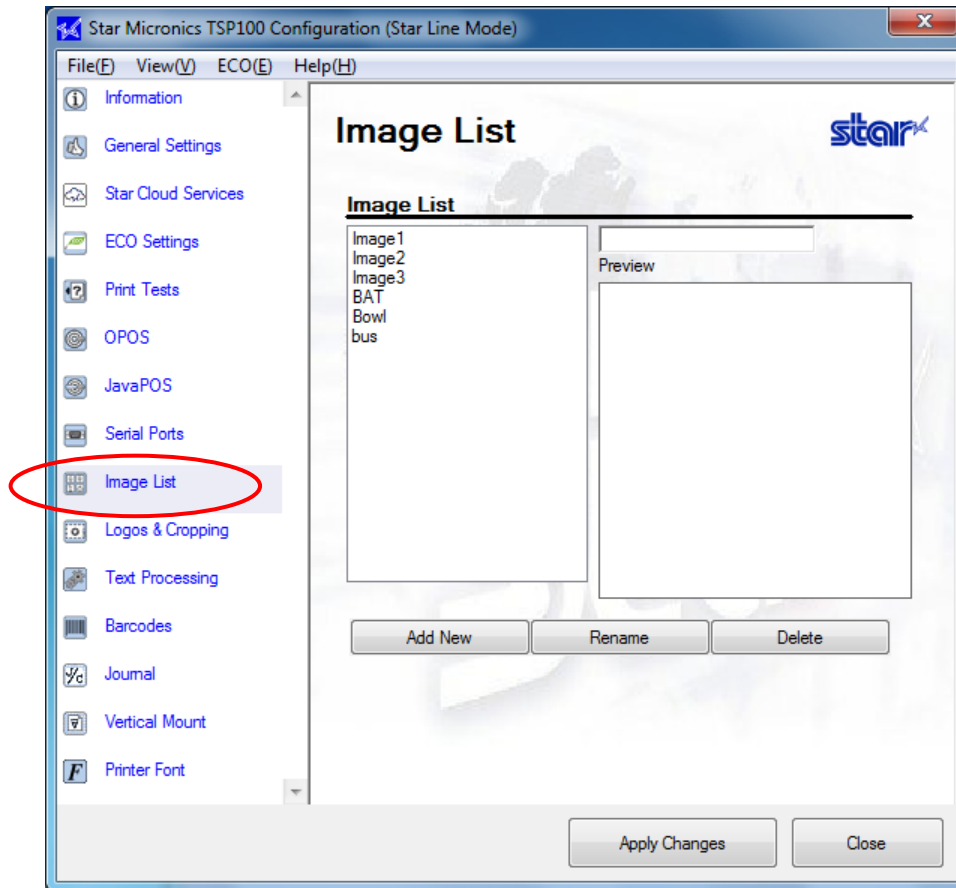 Star Micronics TSP100 Configuration (Star Line Mode)
File(F) View(V) ECO(E) Help(H)
Information
General Settings
Star Cloud Services
ECO Settings
Print Tests
OPOS
JavaPOS
Serial Ports
Image List
Logos & Cropping
Text Processing
Barcodes
Journal
Vertical Mount
Printer Font
Image List
star
Image List
Image1
Image2
Image3
BAT
Bowl
bus
Preview
Add New Rename Delete
Apply Changes Close